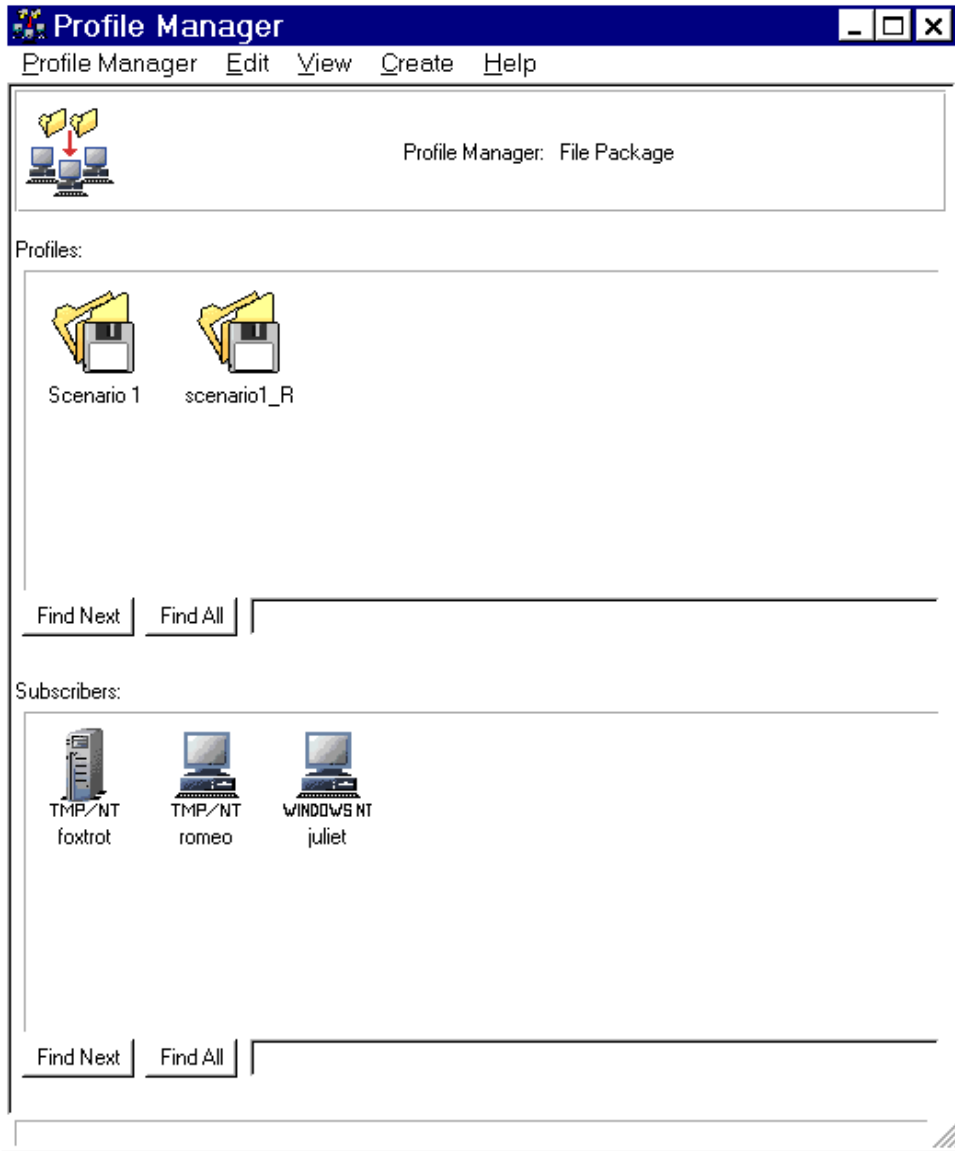 Profile Manager
Profile Manager Edit View Create Help
Profile Manager: File Package
Profiles:
Scenario 1 scenario1_R
Find Next Find All
Subscribers:
TMP/NT TMP/NT WINDOWS NT
foxtrot romeo juliet
Find Next Find All